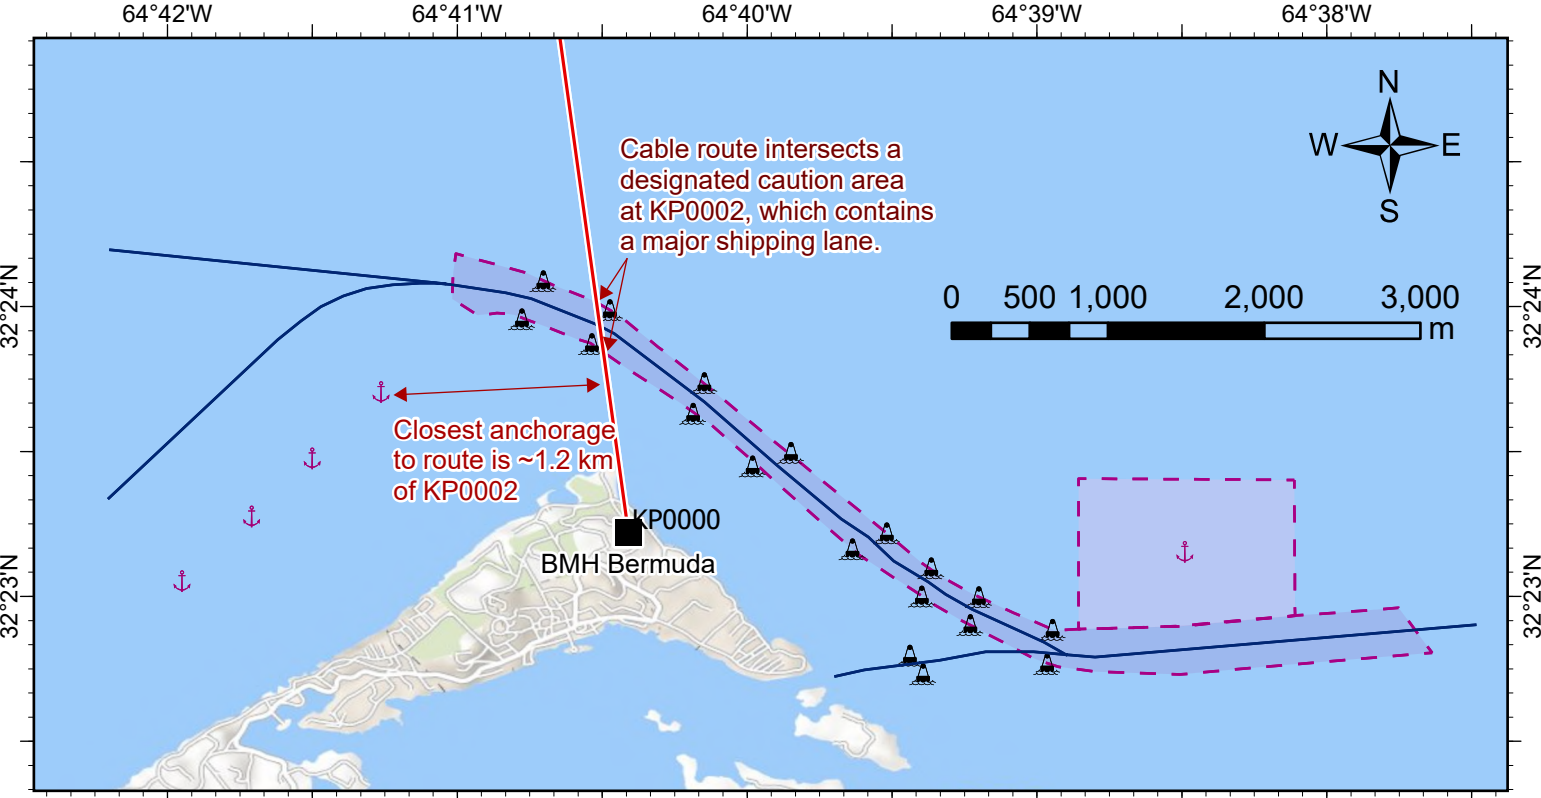 64°42'W 64°41'W 64°40'W 64°39'W 64°38'W
N
W E
S
Cable route intersects a
designated caution area
at KP0002, which contains
a major shipping lane.
32°24'N 32°24'N
0 500 1,000 2,000 3,000
m
Closest anchorage
to route is ~1.2 km
of KP0002
KP0000
BMH Bermuda
32°23'N 32°23'N